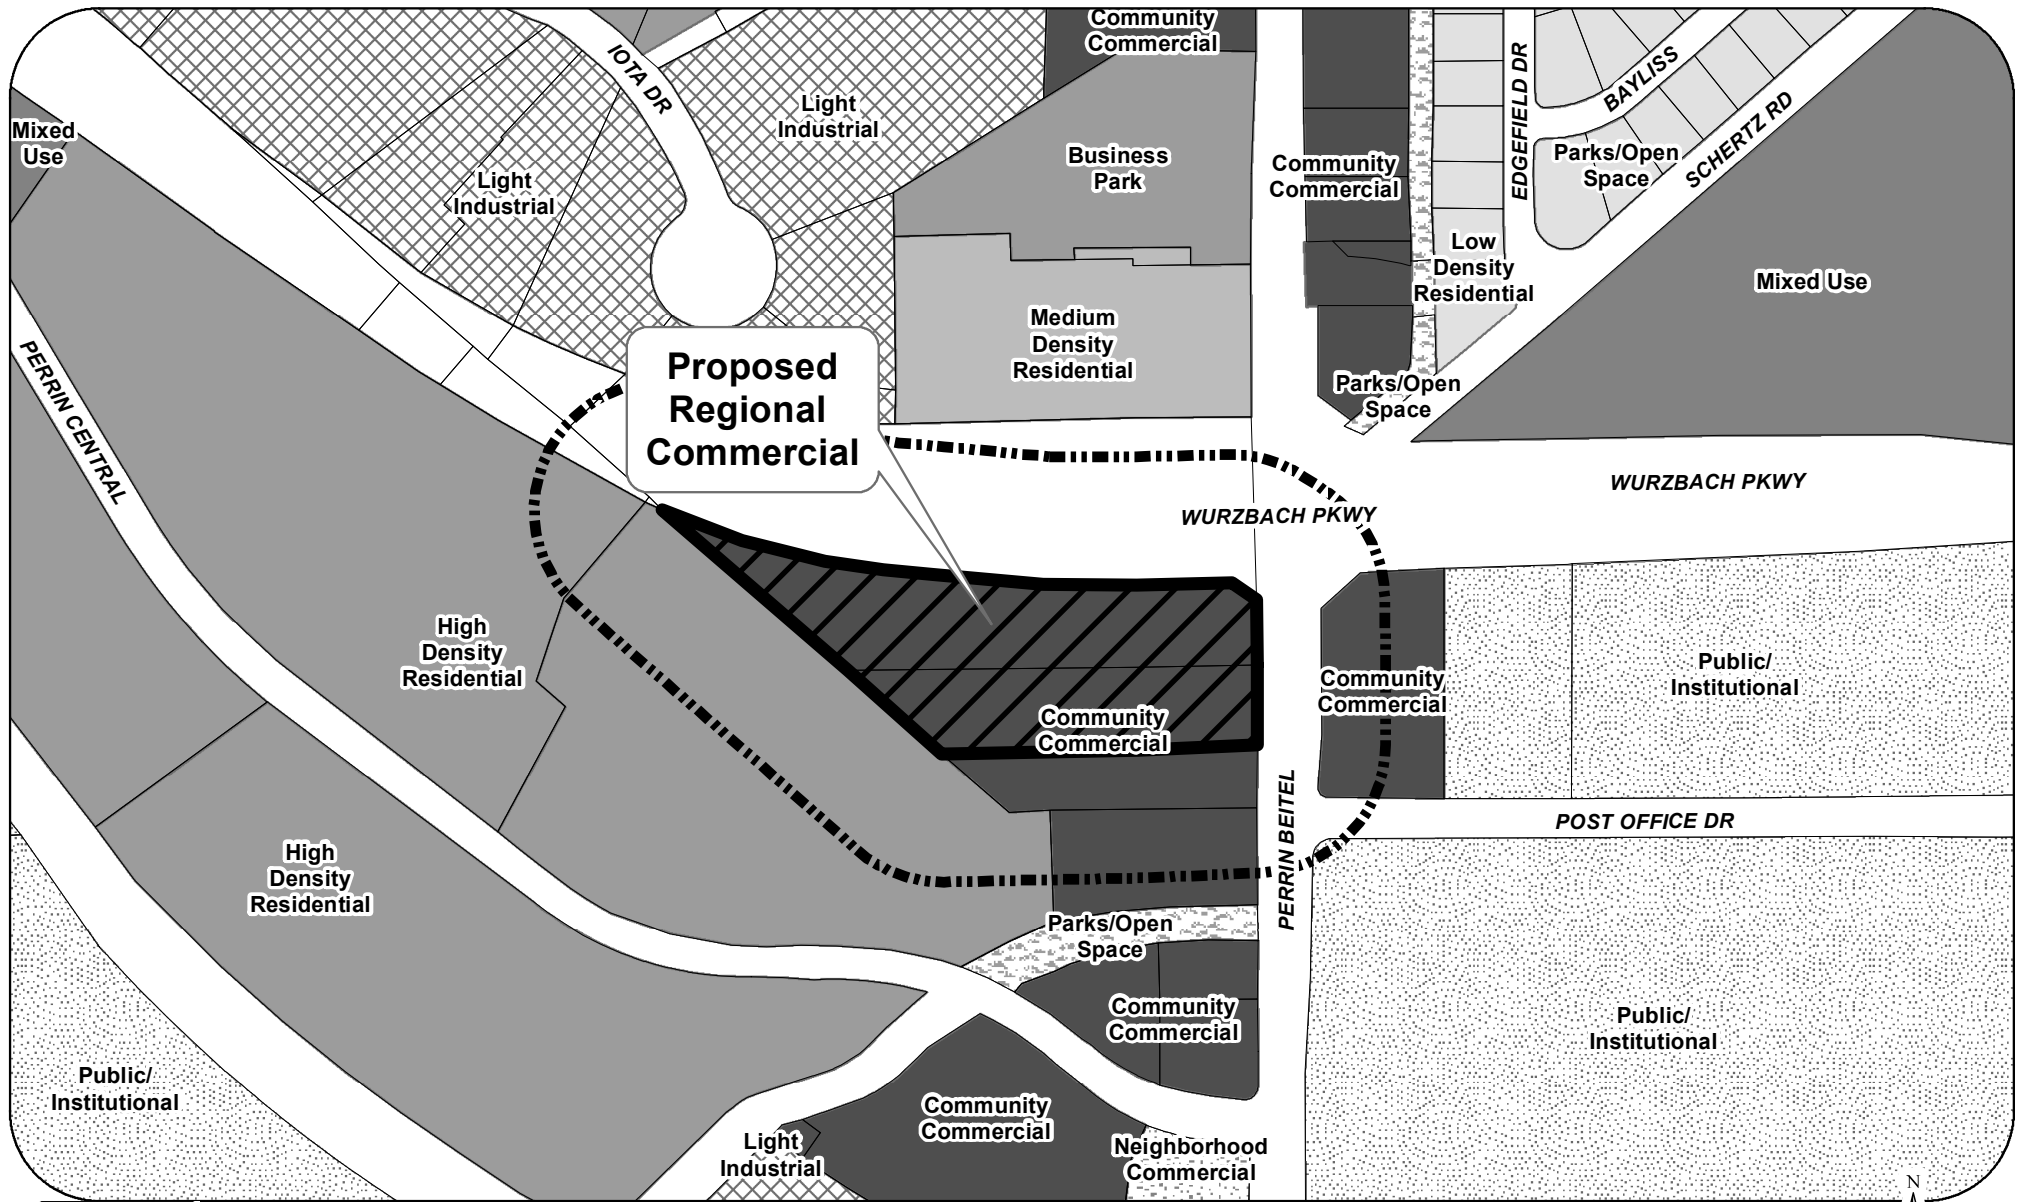 Community
Commercial
IOTA DR
Light
Industrial
Mixed
Use
Light
Industrial
Business
Park
Community
Commercial
EDGEFIELD DR
BAYLISS
SCHERTZ RD
Parks/Open
Space
Low
Density
Residential
Mixed Use
Medium
Density
Residential
PERRIN CENTRAL
Proposed
Regional
Commercial
Parks/Open
Space
WURZBACH PKWY
WURZBACH PKWY
High
Density
Residential
Community
Commercial
Community
Commercial
Public/
Institutional
PERRIN BEITEL
POST OFFICE DR
High
Density
Residential
Parks/Open
Space
Community
Commercial
Public/
Institutional
Public/
Institutional
Community
Commercial
Light
Industrial
Neighborhood
Commercial
N